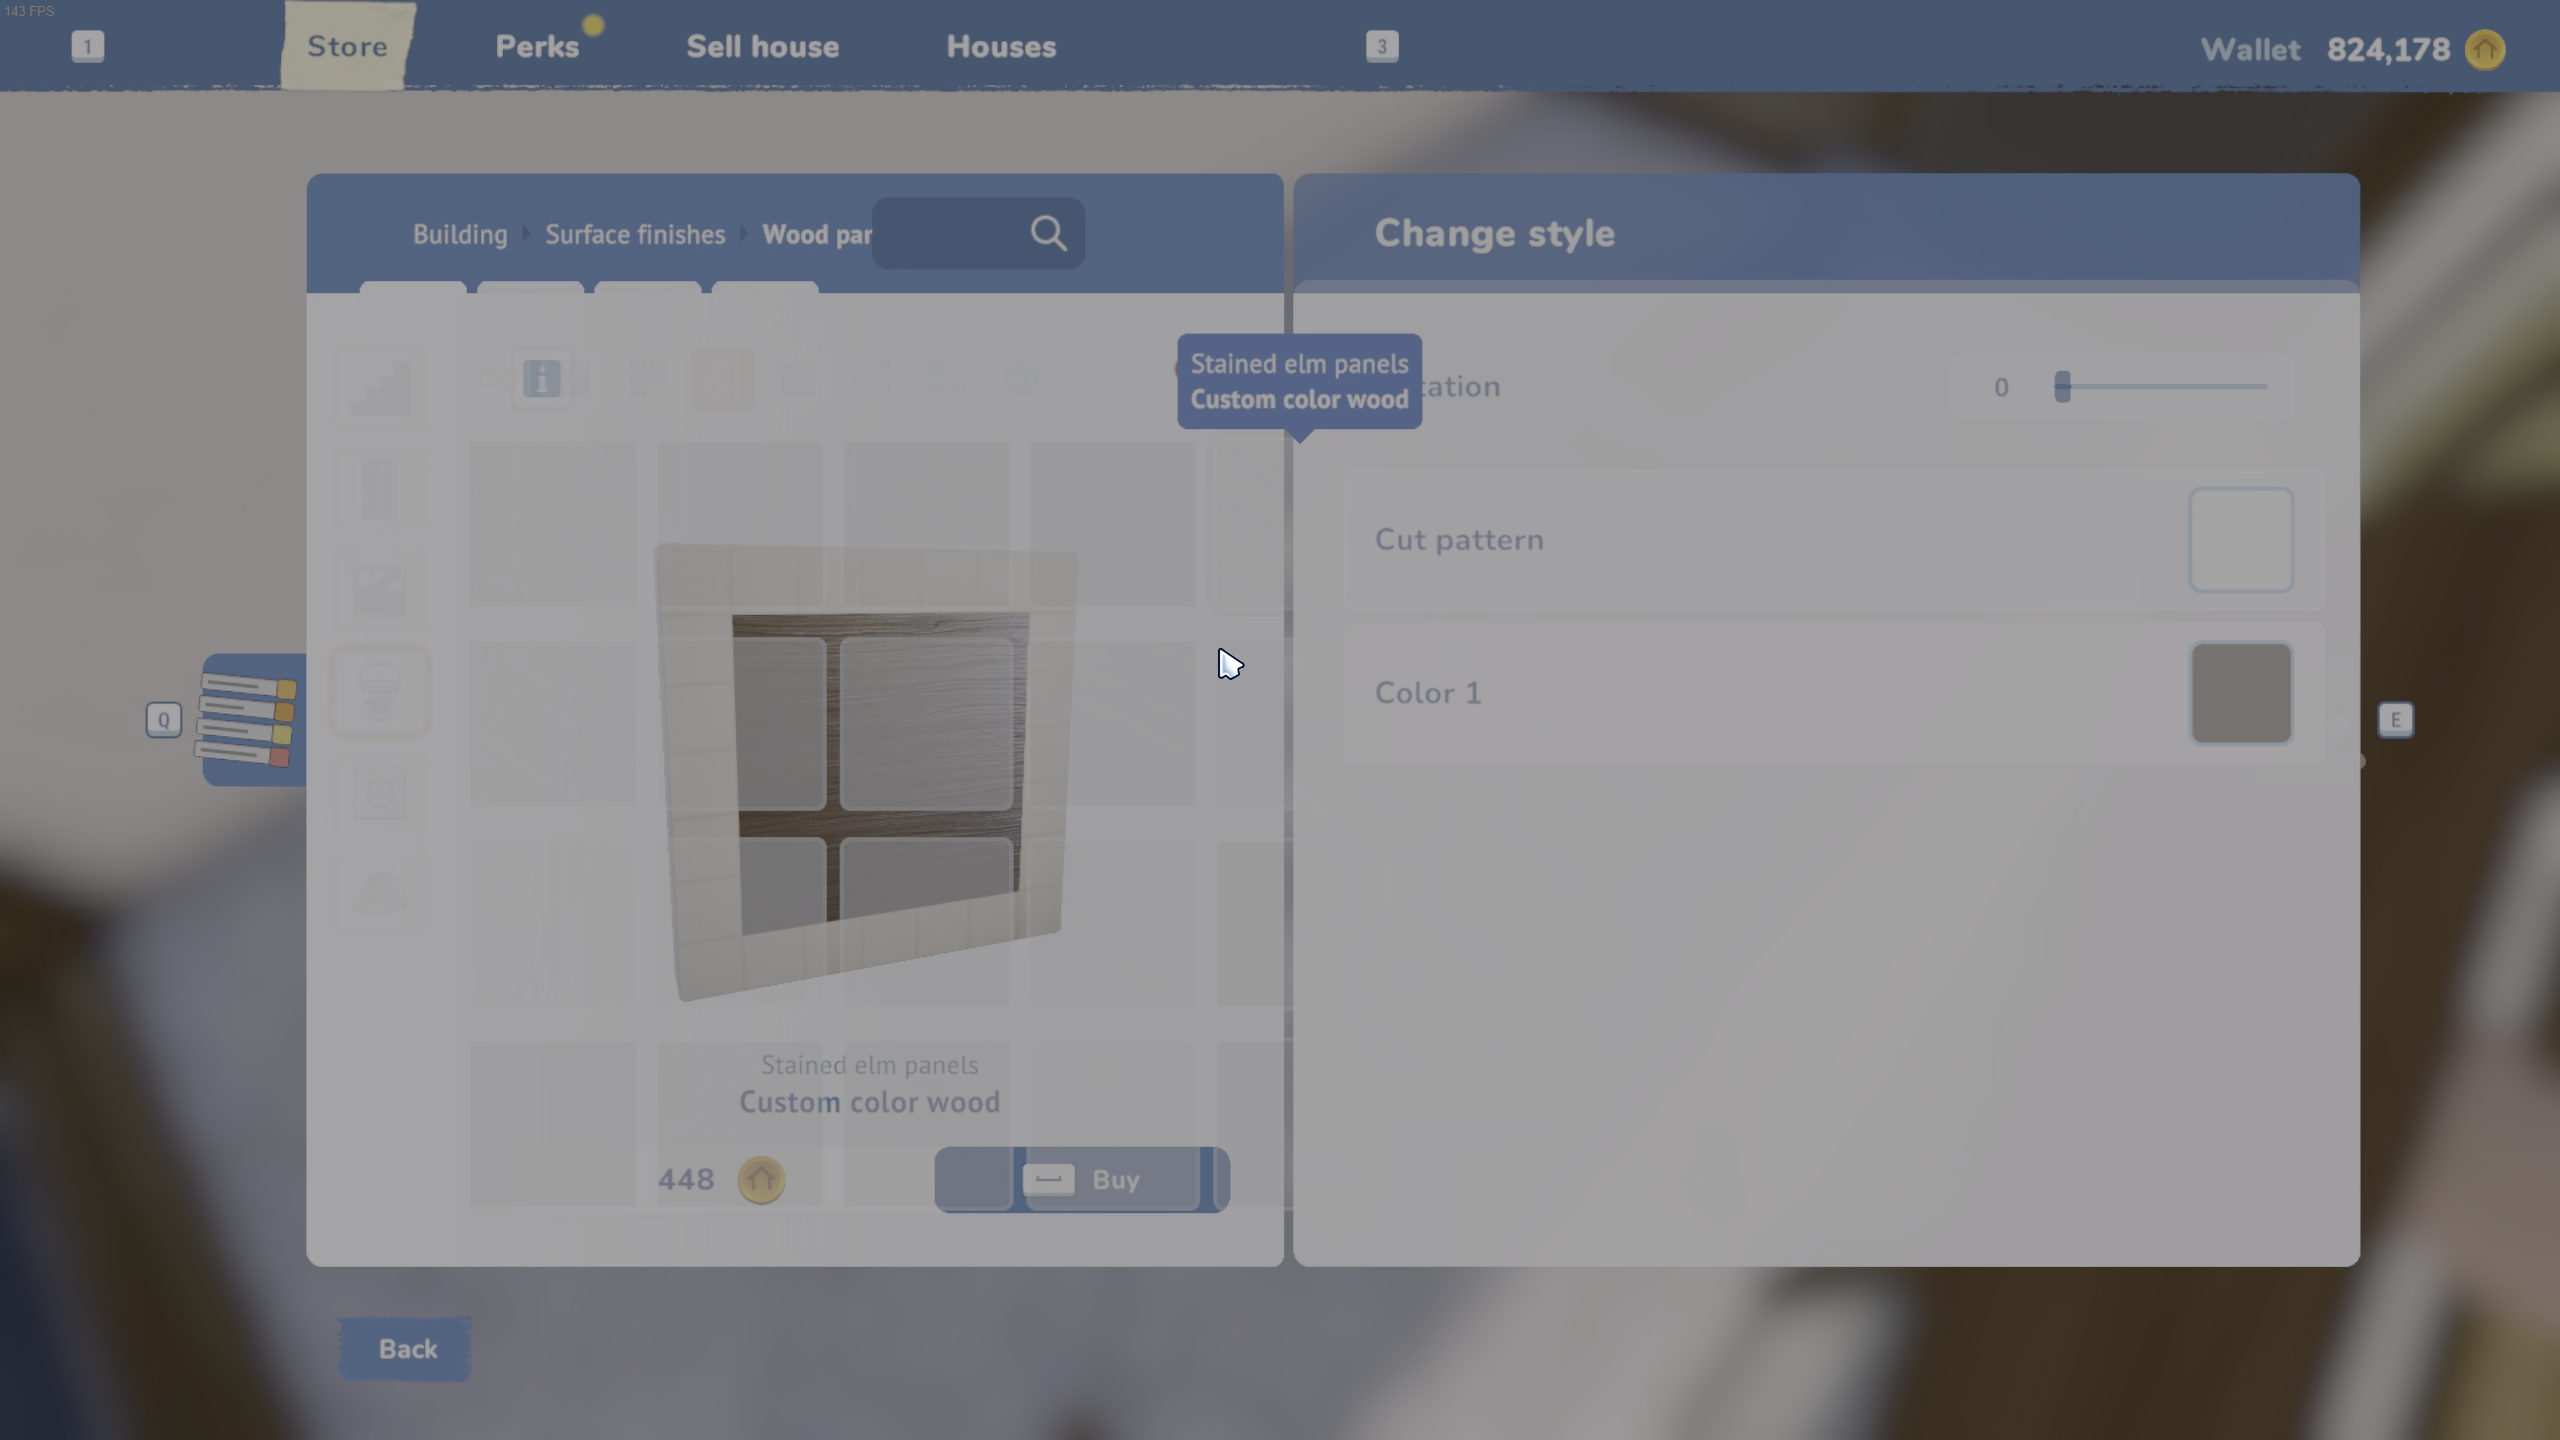 143 FPS
1
Store
Perks
Sell house
Houses
3
Wallet 824,178
Building
Surface finishes
Wood par
Change style
Stained elm panels
Custom color wood
tation
0
Cut pattern
Color 1
Q
E
Stained elm panels
Custom color wood
448
Buy
Back